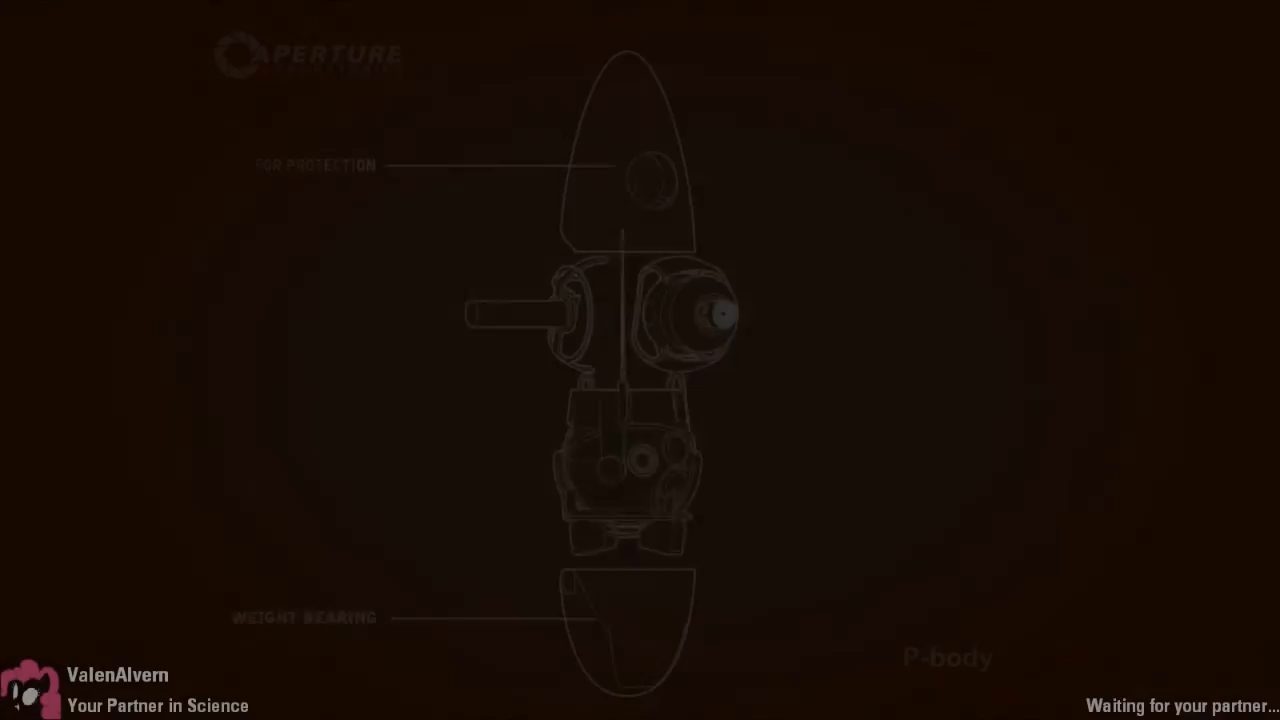 APERTURE
FOR PROTECTION
WEIGHT BEARING
P-body
ValenAlvern
Your Partner in Science
Waiting for your partner...